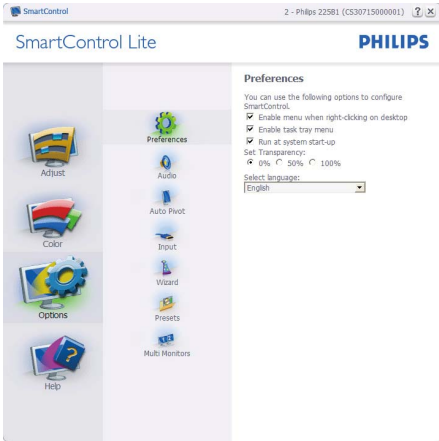 SmartControl
2 - Philips 225B1 (CS30715000001)
? X
SmartControl Lite
PHILIPS
Adjust
Color
Options
Help
Preferences
Audio
Auto Pivot
Input
Wizard
Presets
Multi Monitors
Preferences
You can use the following options to configure
SmartControl.
Enable menu when right-clicking on desktop
Enable task tray menu
Run at system start-up
Set Transparency:
0% 50% 100%
Select language:
English